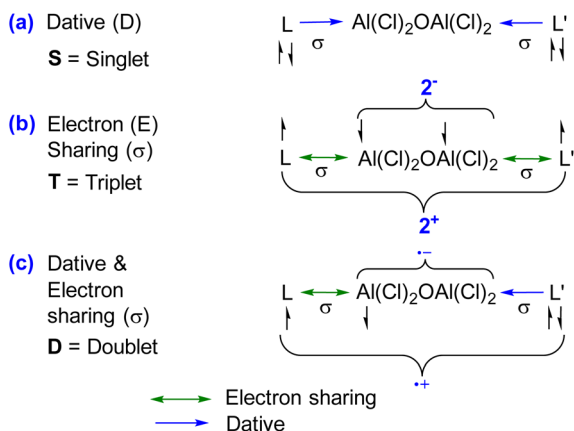 (a) Dative (D) L Al(Cl)₂OAl(Cl)₂ L'
σ σ
S = Singlet
2⁻
(b) Electron (E)
Sharing (σ) L Al(Cl)₂OAl(Cl)₂ L'
σ σ
T = Triplet
2⁺
(c) Dative & •−
Electron L Al(Cl)₂OAl(Cl)₂ L'
sharing (σ) σ σ
D = Doublet
•+
Electron sharing
Dative